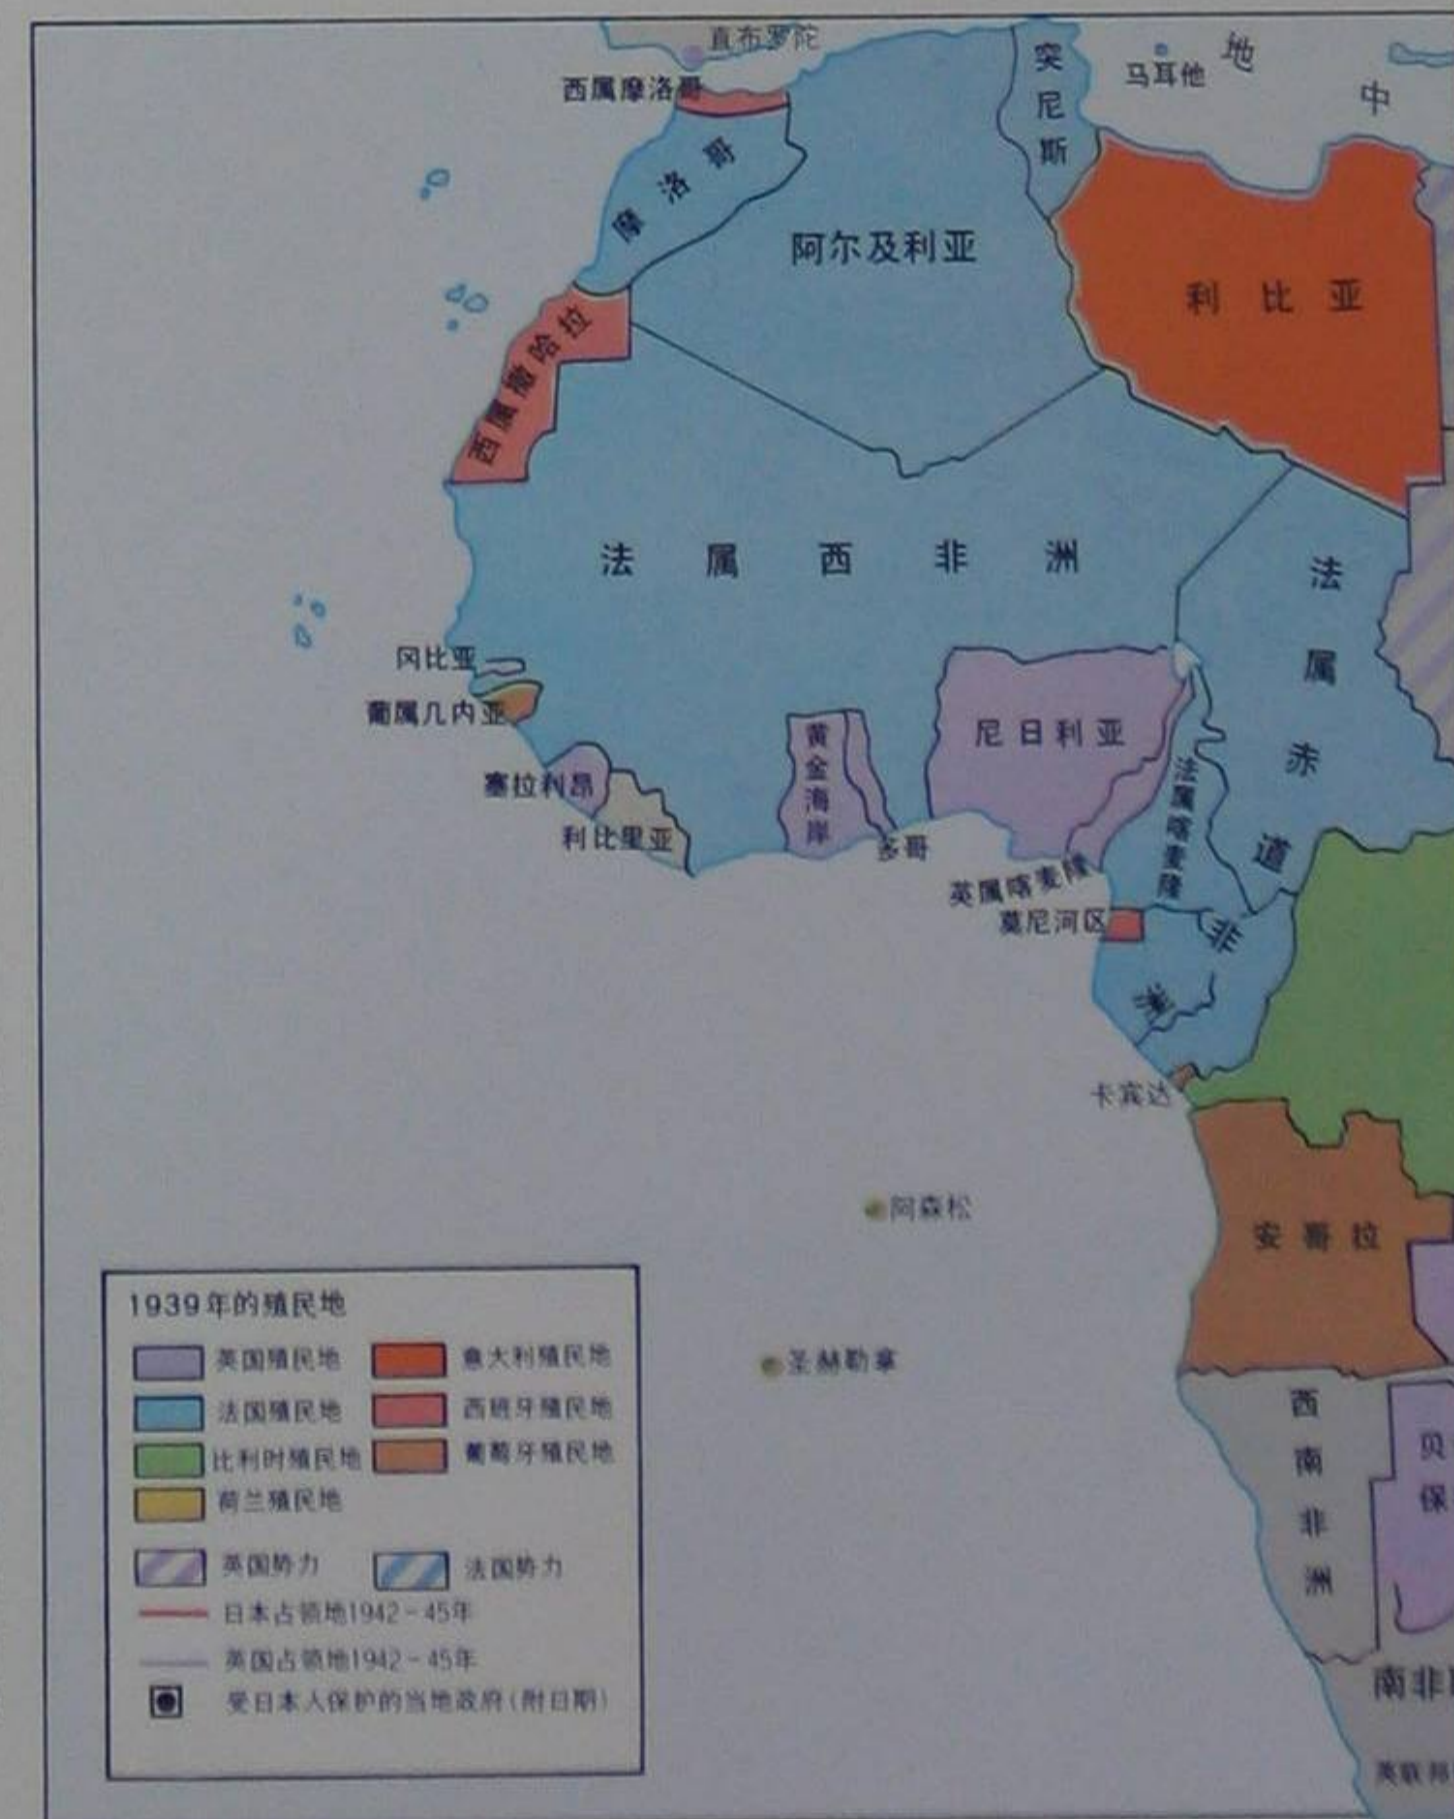 直布罗陀
地
中
马耳他
突尼斯
西属摩洛哥
摩洛哥
阿尔及利亚
利比亚
西属撒哈拉
法属西非洲
法属赤道非洲
冈比亚
葡属几内亚
塞拉利昂
利比里亚
黄金海岸
多哥
尼日利亚
英属喀麦隆
法属喀麦隆
莫尼河区
卡宾达
阿森松
安哥拉
圣赫勒拿
西南非洲
贝
保
南非
英联邦
1939年的殖民地
英国殖民地 意大利殖民地
法国殖民地 西班牙殖民地
比利时殖民地 葡萄牙殖民地
荷兰殖民地
英国势力 法国势力
日本占领地1942-45年
英国占领地1942-45年
受日本人保护的当地政府(附日期)